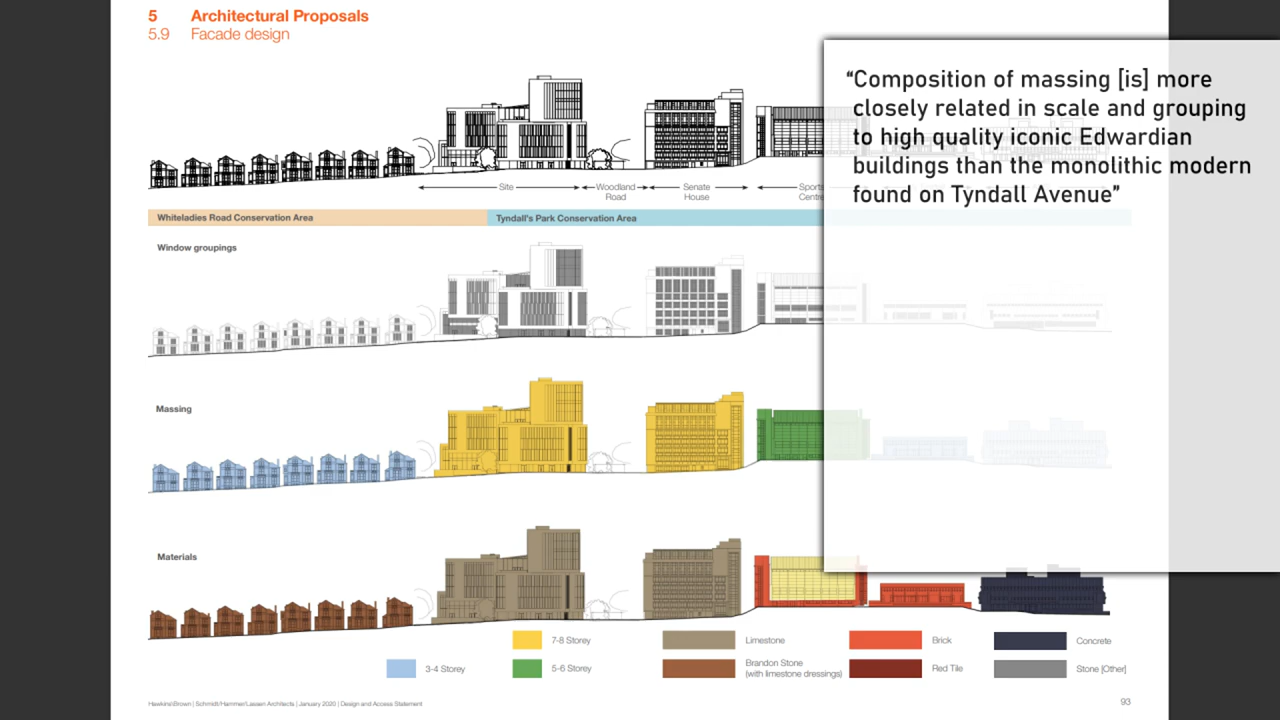 5 Architectural Proposals
5.9 Facade design
“Composition of massing [is] more
closely related in scale and grouping
to high quality iconic Edwardian
buildings than the monolithic modern
found on Tyndall Avenue”
Site
Woodland
Road
Senate
House
Sports
Centre
Whiteladies Road Conservation Area
Tyndall's Park Conservation Area
Window groupings
Massing
Materials
3-4 Storey
7-8 Storey
5-6 Storey
Limestone
Brandon Stone
(with limestone dressings)
Brick
Red Tile
Concrete
Stone [Other]
Hawkins\Brown | Schmidt/Hammer/Lassen Architects | January 2020 | Design and Access Statement
93